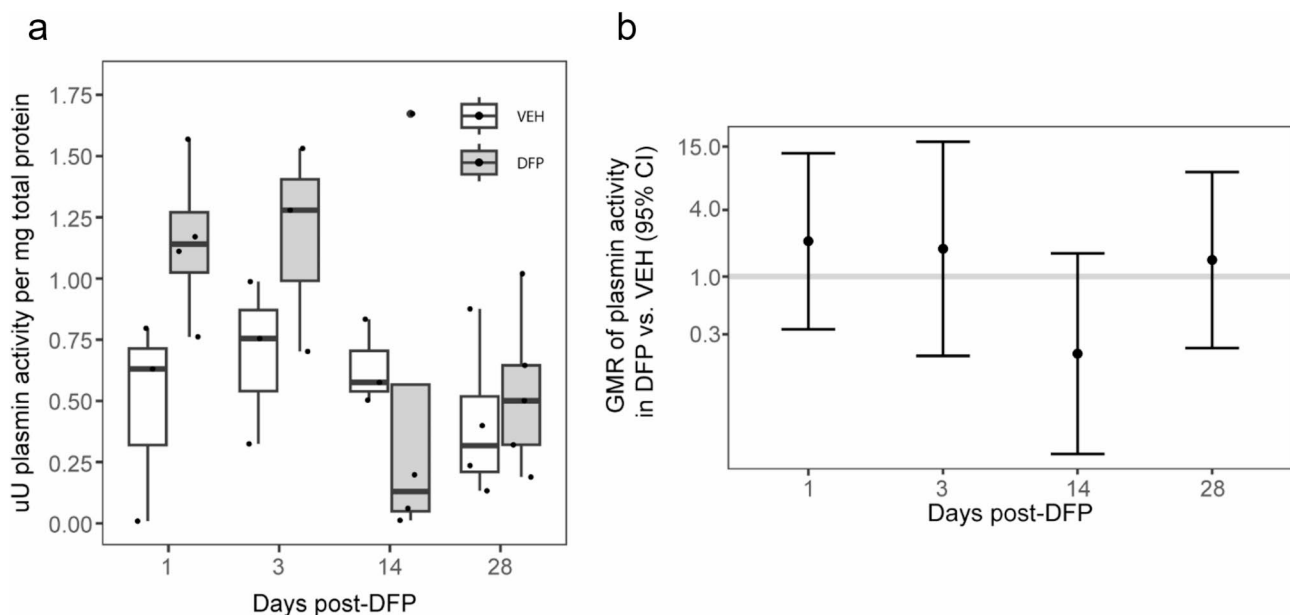 a
uU plasmin activity per mg total protein
1.75
1.50
1.25
1.00
0.75
0.50
0.25
0.00
VEH
DFP
1 3 14 28
Days post-DFP
b
GMR of plasmin activity
in DFP vs. VEH (95% CI)
15.0
4.0
1.0
0.3
1 3 14 28
Days post-DFP